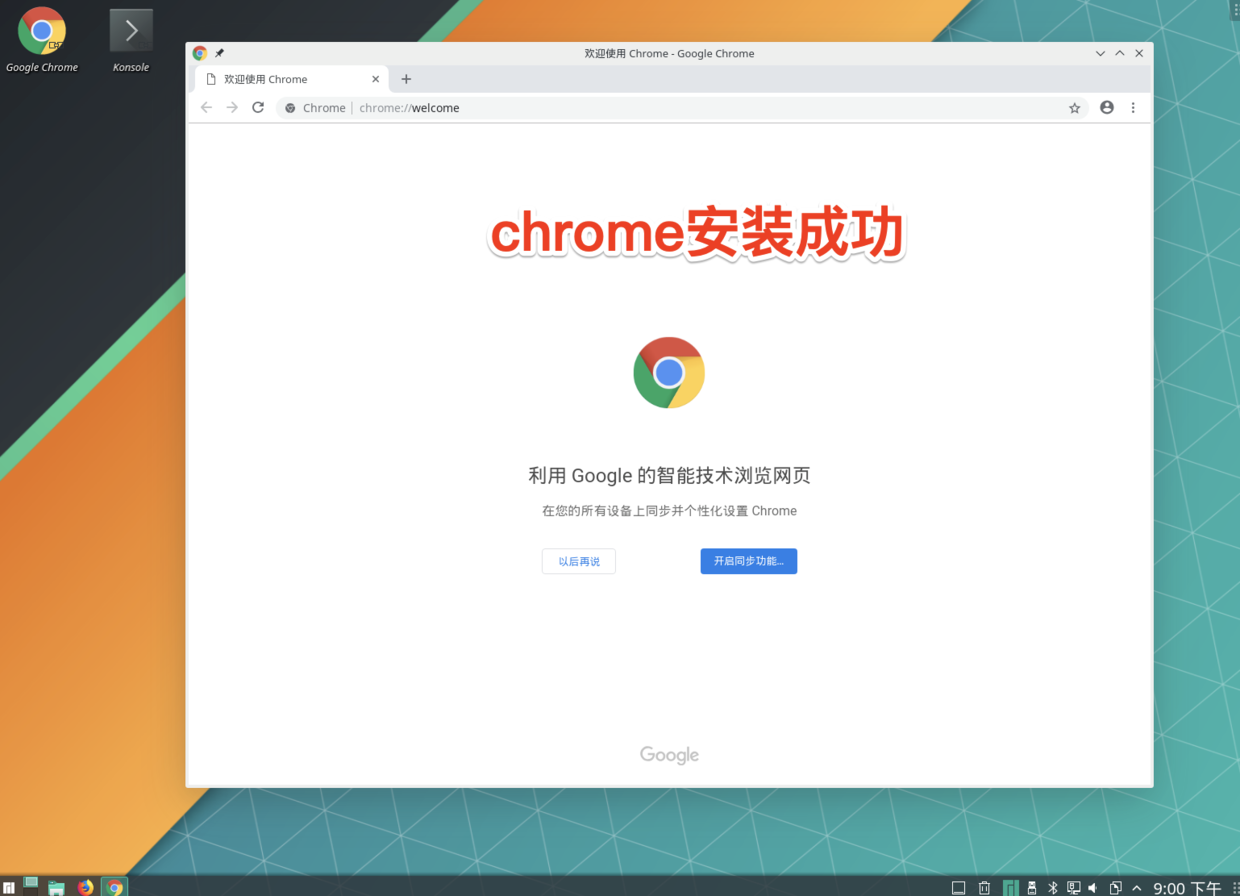 Google Chrome
Konsole
欢迎使用 Chrome - Google Chrome
欢迎使用 Chrome
Chrome | chrome://welcome
chrome安装成功
利用 Google 的智能技术浏览网页
在您的所有设备上同步并个性化设置 Chrome
以后再说
开启同步功能...
Google
9:00 下午